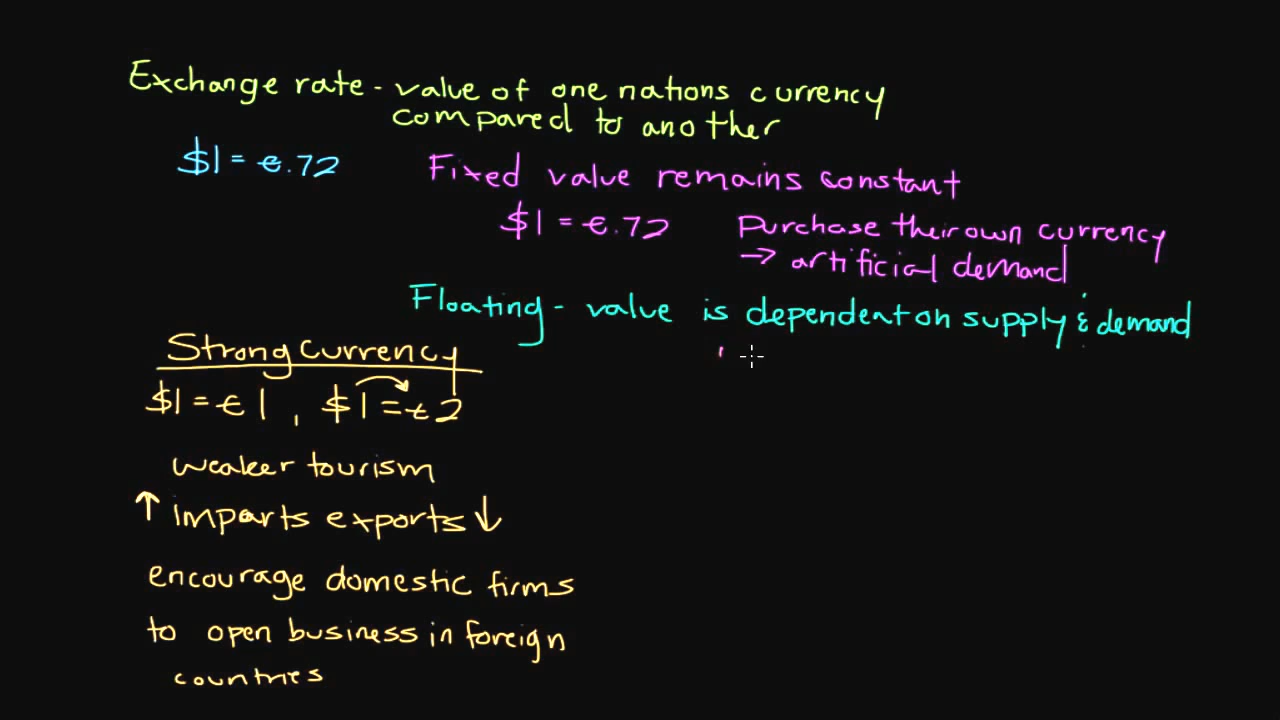 Exchange rate - value of one nations currency
compared to another
$1 = €.72
Fixed value remains constant
$1 = €.72
Purchase their own currency
→ artificial demand
Floating - value is dependent on supply & demand
Strong currency
$1 = €1, $1 = €2
weaker tourism
↑ imports exports ↓
encourage domestic firms
to open business in foreign
countries